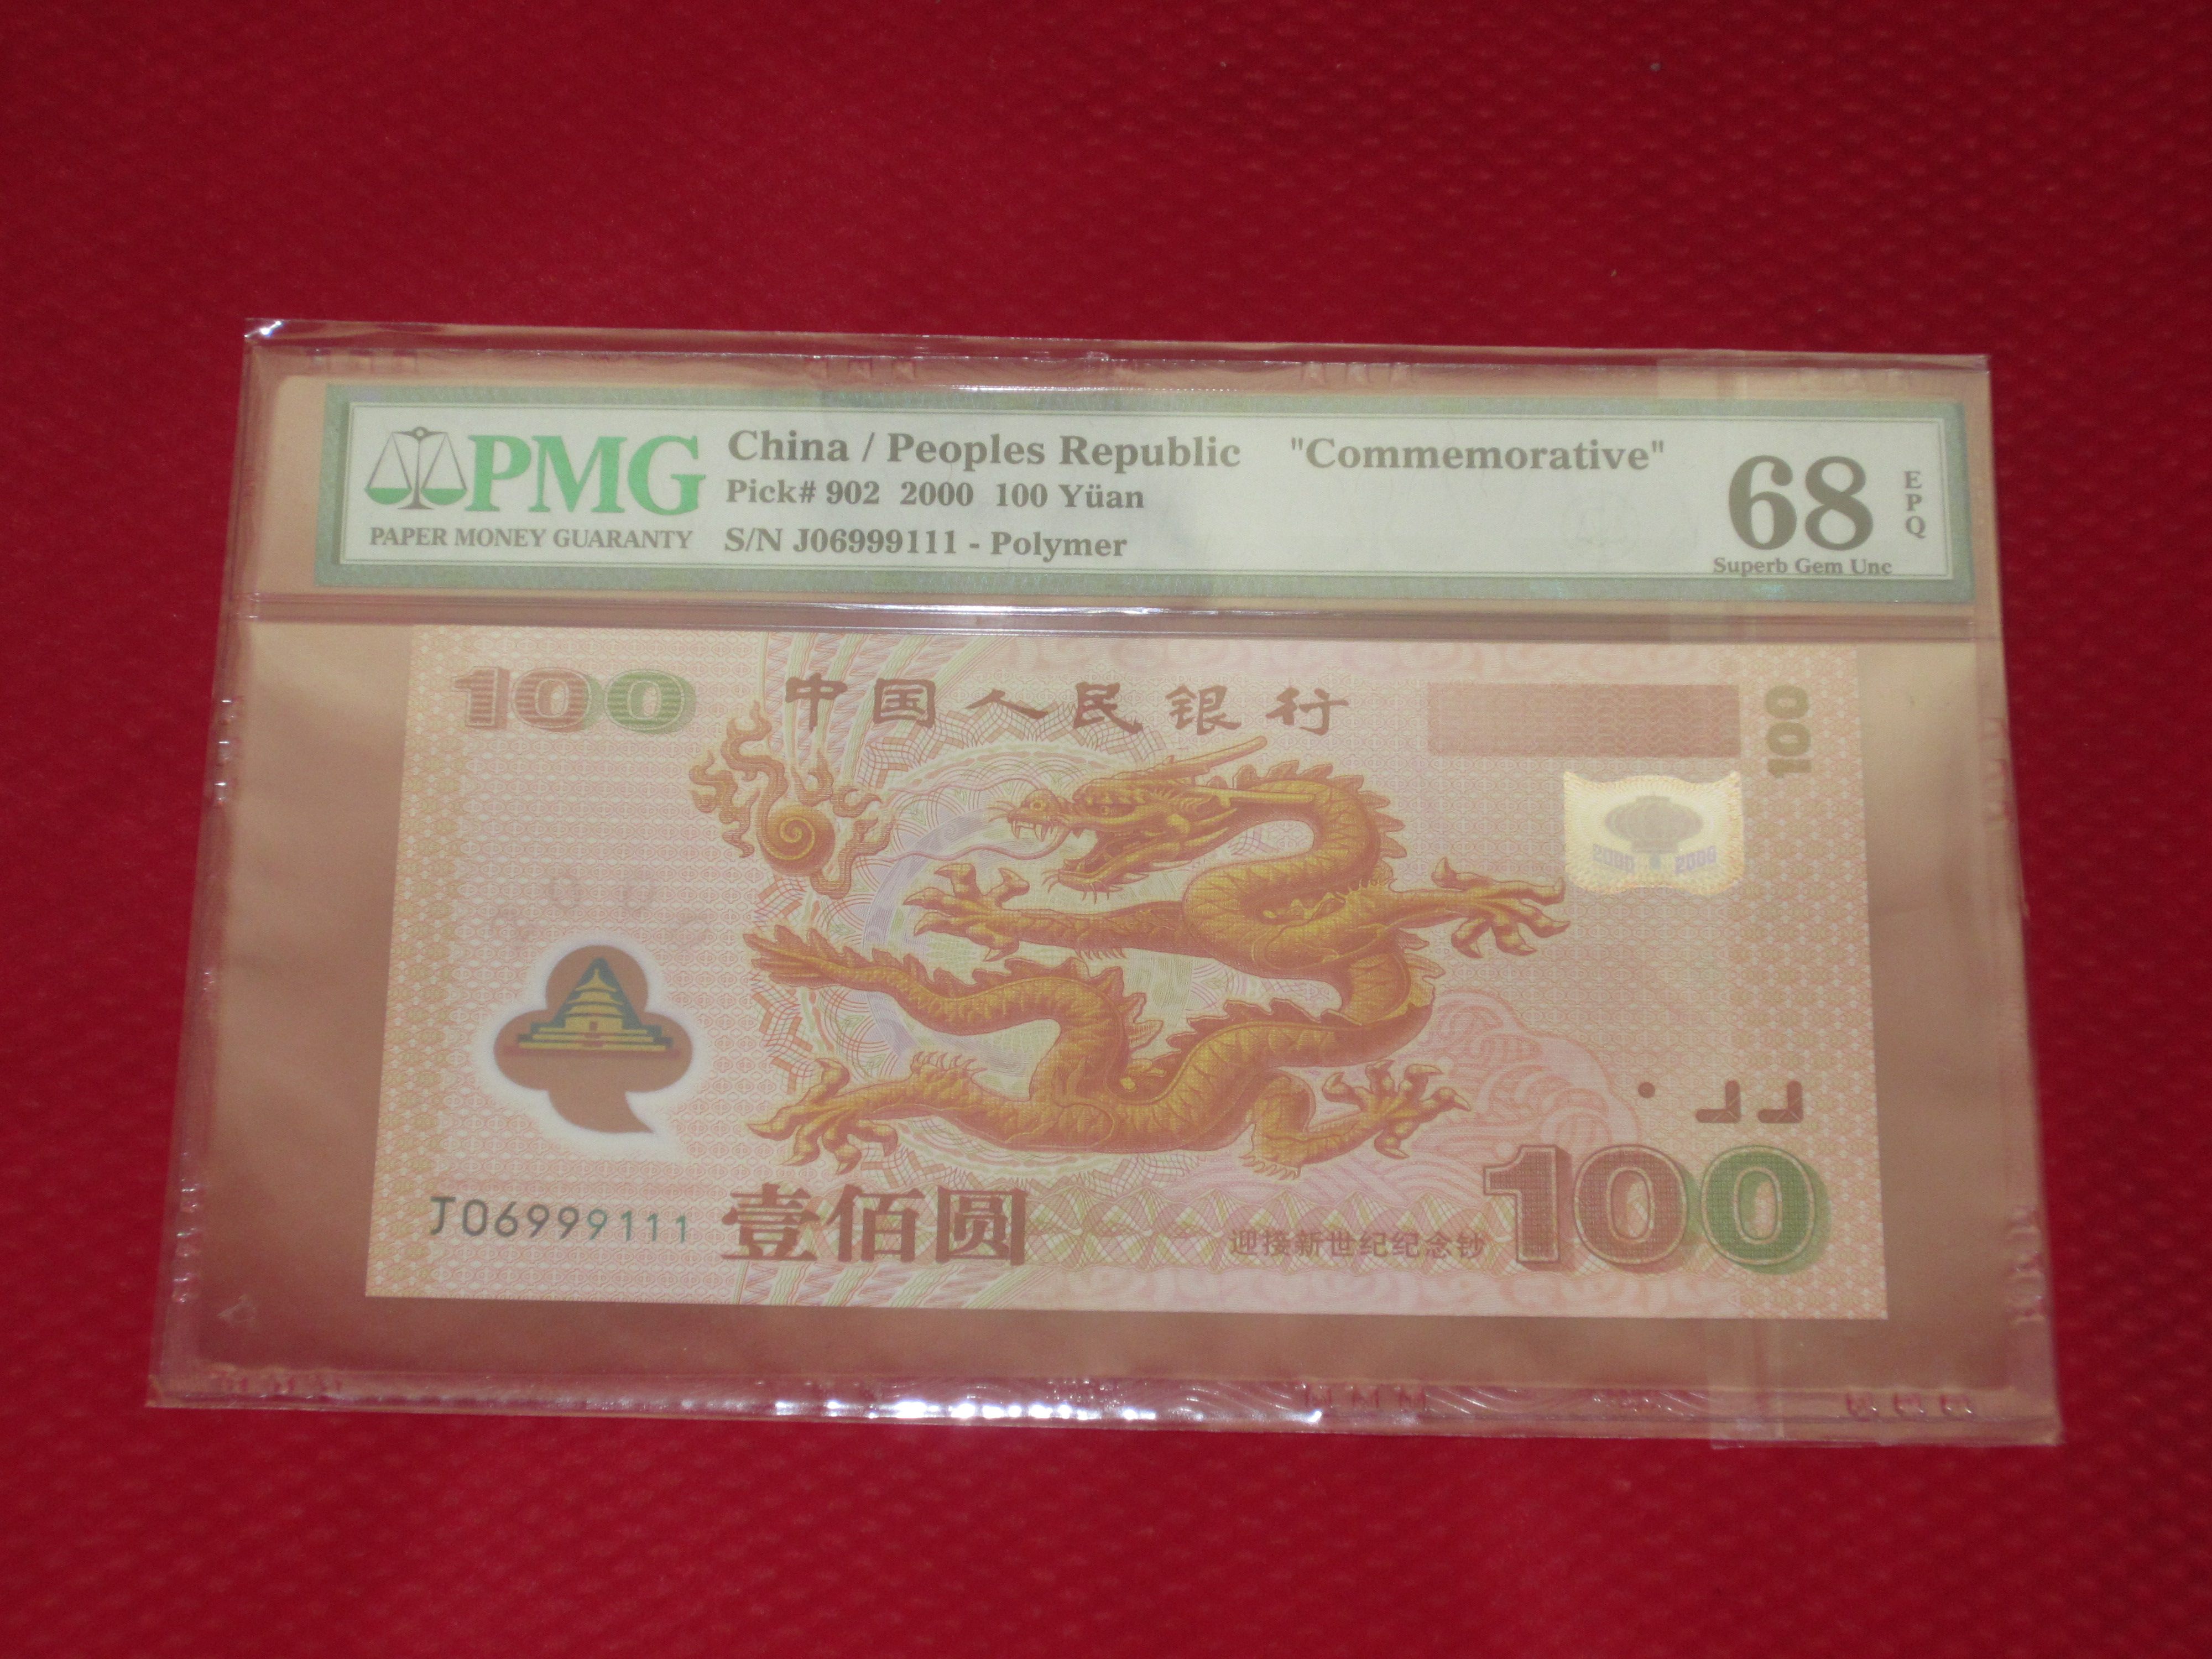 PMG
PAPER MONEY GUARANTY
China / Peoples Republic "Commemorative"
Pick# 902 2000 100 Yüan
S/N J06999111 - Polymer
68
EPQ
Superb Gem Unc
100
中国人民银行
100
2000 2000
J06999111
壹佰圆
迎接新世纪纪念钞
100